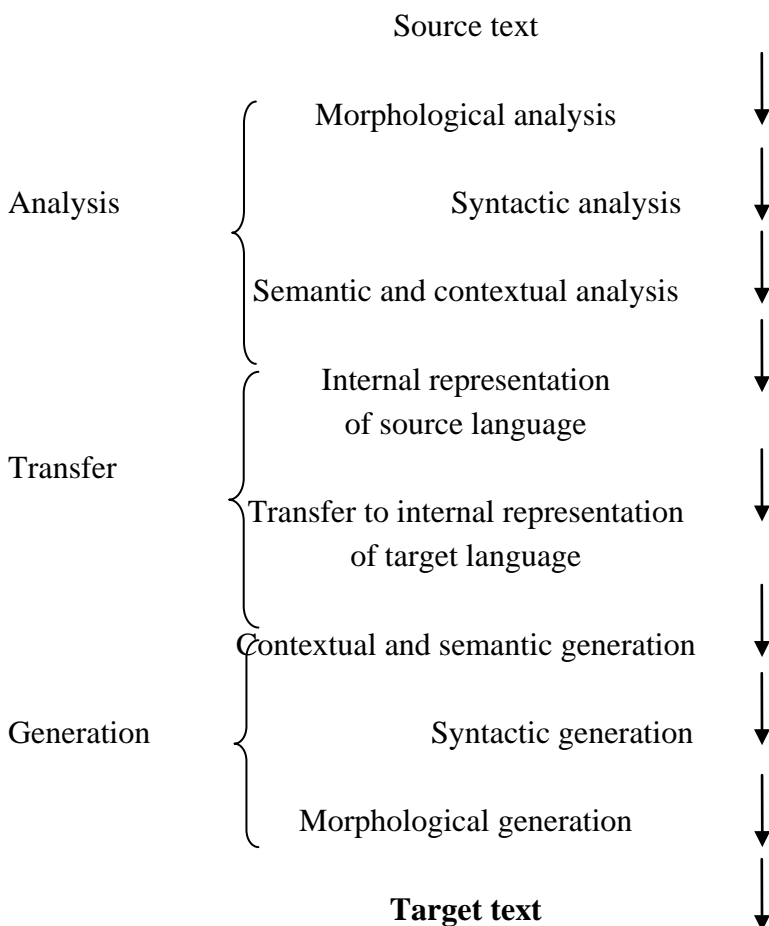 Source text
Morphological analysis
Analysis
Syntactic analysis
Semantic and contextual analysis
Internal representation
of source language
Transfer
Transfer to internal representation
of target language
Contextual and semantic generation
Generation
Syntactic generation
Morphological generation
Target text